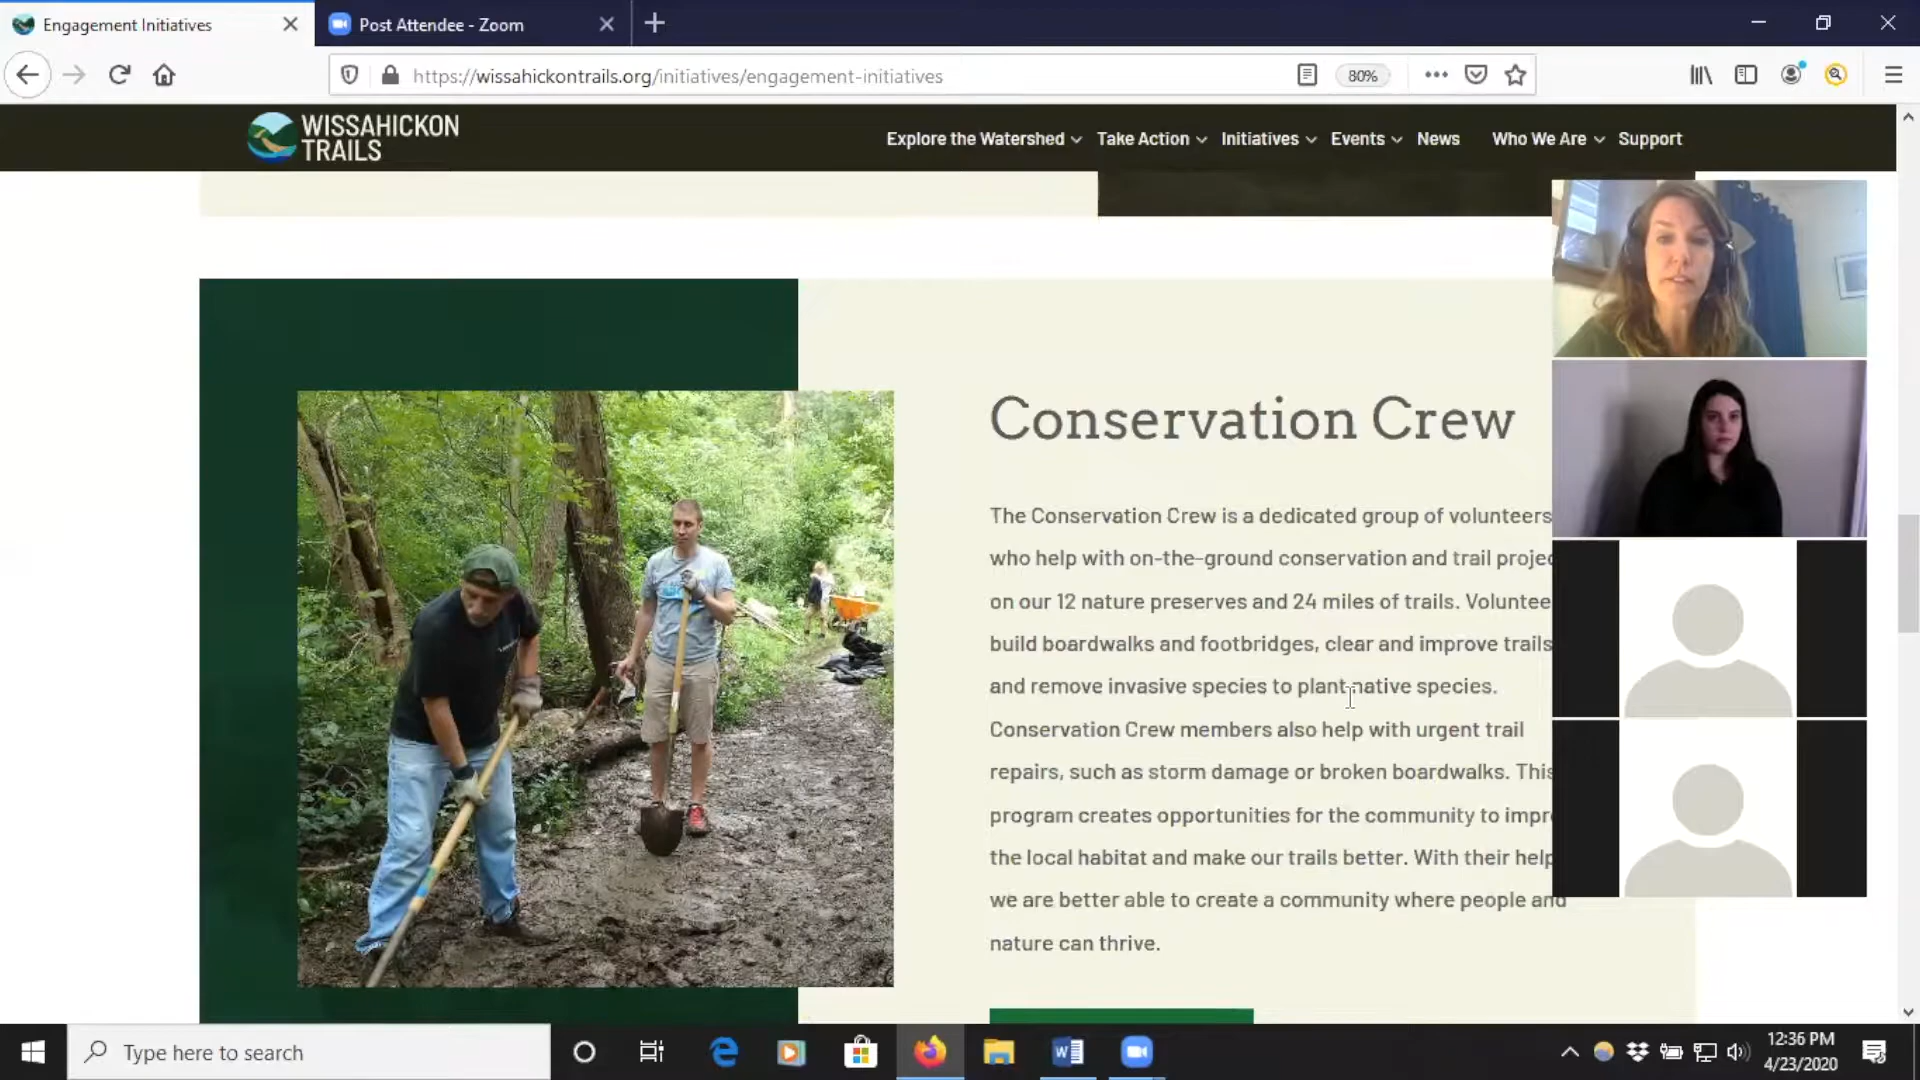 Engagement Initiatives
Post Attendee - Zoom
https://wissahickontrails.org/initiatives/engagement-initiatives
80%
WISSAHICKON
TRAILS
Explore the Watershed Take Action Initiatives Events News Who We Are Support
Conservation Crew
The Conservation Crew is a dedicated group of volunteers
who help with on-the-ground conservation and trail projec
on our 12 nature preserves and 24 miles of trails. Voluntee
build boardwalks and footbridges, clear and improve trails
and remove invasive species to plant native species.
Conservation Crew members also help with urgent trail
repairs, such as storm damage or broken boardwalks. This
program creates opportunities for the community to impr
the local habitat and make our trails better. With their help
we are better able to create a community where people and
nature can thrive.
Type here to search
12:36 PM
4/23/2020